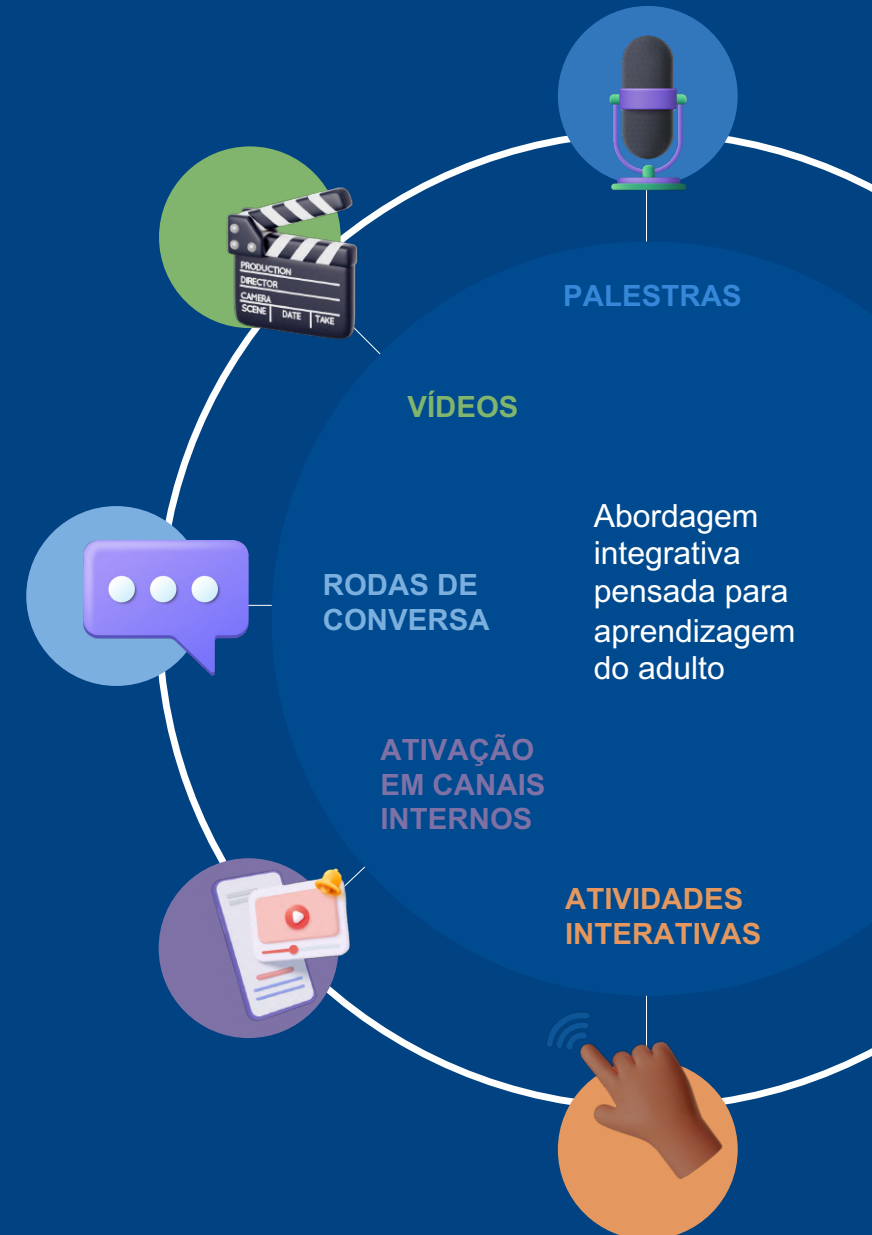 PALESTRAS
PRODUCTION
DIRECTOR
CAMERA
SCENE DATE TAKE
VÍDEOS
RODAS DE
CONVERSA
Abordagem
integrativa
pensada para
aprendizagem
do adulto
ATIVAÇÃO
EM CANAIS
INTERNOS
ATIVIDADES
INTERATIVAS